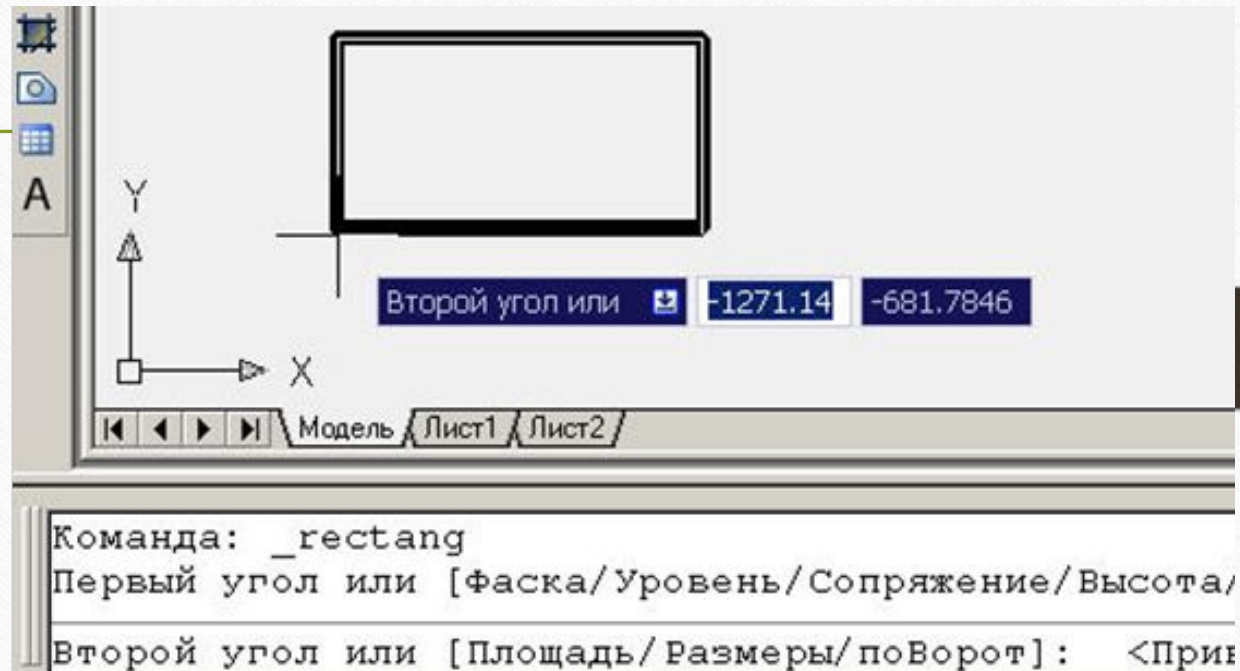 A
Y
Второй угол или -1271.14 -681.7846
X
Модель Лист1 Лист2
Команда: _rectang
Первый угол или [Фаска/Уровень/Сопряжение/Высота/
Второй угол или [Площадь/Размеры/поВорот]: <При